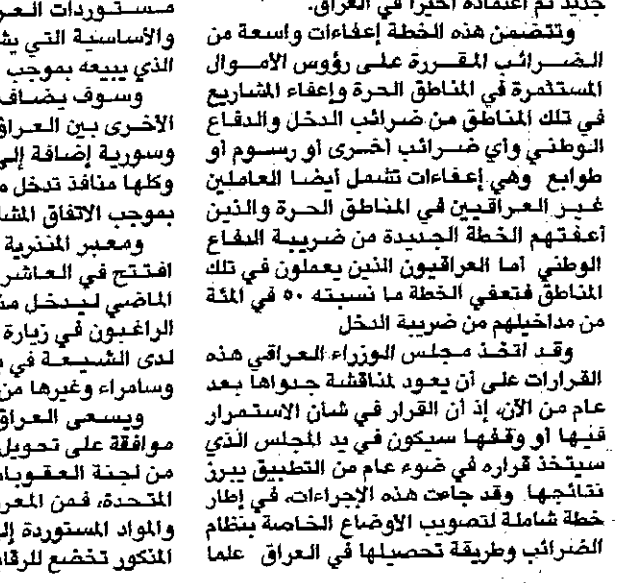 جديد تم اعتماده أخيراً في العراق.
وتتضمن هذه الخطة إعفاءات واسعة من
الضرائب المقررة على رؤوس الأموال
المستثمرة في المناطق الحرة وإعفاء المشاريع
في تلك المناطق من ضرائب الدخل والدفاع
الوطني وأي ضرائب أخرى أو رسوم أو
طوابع وهي إعفاءات تشمل أيضا العاملين
غير العراقيين في المناطق الحرة والذين
أعفتهم الخطة الجديدة من ضريبة الدفاع
الوطني أما العراقيون الذين يعملون في تلك
المناطق فتعفي الخطة ما نسبته ٥٠ في المئة
من مداخيلهم من ضريبة الدخل
وقد اتخذ مجلس الوزراء العراقي هذه
القرارات على أن يعود لمناقشة جدواها بعد
عام من الآن، إذ أن القرار في شأن الاستمرار
فيها أو وقفها سيكون في يد المجلس الذي
سيتخذ قراره في ضوء عام من التطبيق يبرز
نتائجها وقد جاءت هذه الإجراءات، في إطار
خطة شاملة لتصويب الأوضاع الخاصة بنظام
الضرائب وطريقة تحصيلها في العراق علما
مستوردات العر
والأساسية التي يش
الذي يبيعه بموجب
وسوف يضاف
الأخرى بين العراق
وسورية إضافة إلى
وكلها منافذ تدخل م
بموجب الاتفاق المشا
ومعبر المنذرية
افتتح في العاشر
الماضي ليدخل منا
الراغبون في زيارة
لدى الشيعة في ب
وسامراء وغيرها من
ويسعى العراق
موافقة على تحويل
من لجنة العقوبات
المتحدة، فمن المعر
والمواد المستوردة إل
المذكور تخضع للرقا